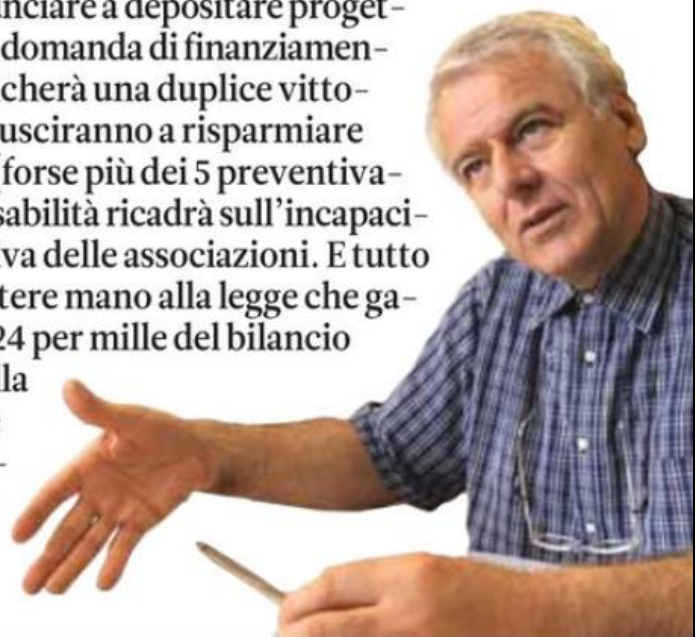 nciare a depositare proget-
domanda di finanziamen-
cherà una duplice vitto-
usciranno a risparmiare
forse più dei 5 preventiva-
sabilità ricadrà sull’incapaci-
va delle associazioni. E tutto
tere mano alla legge che ga-
24 per mille del bilancio
lla